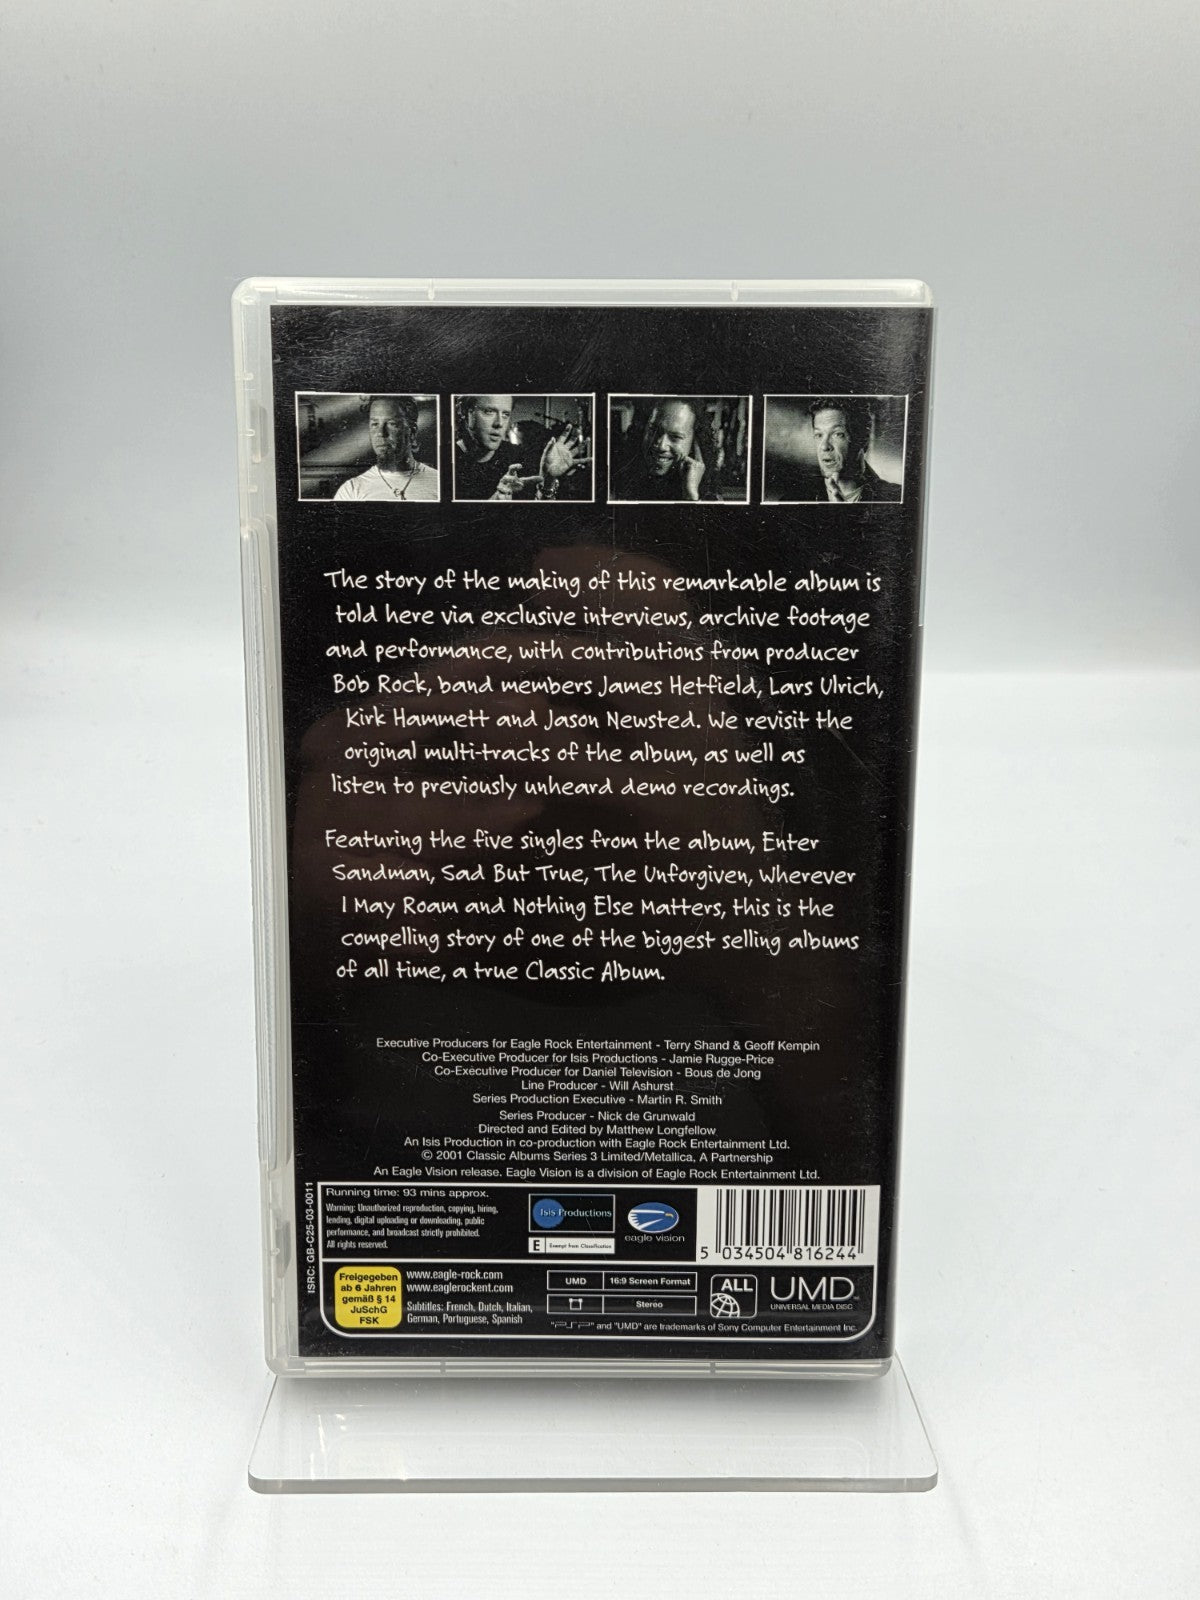 The story of the making of this remarkable album is
told here via exclusive interviews, archive footage
and performance, with contributions from producer
Bob Rock, band members James Hetfield, Lars Ulrich,
Kirk Hammett and Jason Newsted. We revisit the
original multi-tracks of the album, as well as
listen to previously unheard demo recordings.
Featuring the five singles from the album, Enter
Sandman, Sad But True, The Unforgiven, Wherever
I May Roam and Nothing Else Matters, this is the
compelling story of one of the biggest selling albums
of all time, a true Classic Album.
Executive Producers for Eagle Rock Entertainment - Terry Shand & Geoff Kempin
Co-Executive Producer for Isis Productions - Jamie Rugge-Price
Co-Executive Producer for Daniel Television - Bous de Jong
Line Producer - Will Ashurst
Series Production Executive - Martin R. Smith
Series Producer - Nick de Grunwald
Directed and Edited by Matthew Longfellow
An Isis Production in co-production with Eagle Rock Entertainment Ltd.
© 2001 Classic Albums Series 3 Limited/Metallica, A Partnership
An Eagle Vision release. Eagle Vision is a division of Eagle Rock Entertainment Ltd.
ISRC: GB-C25-03-0011
Running time: 93 mins approx.
Warning: Unauthorized reproduction, copying, hiring,
lending, digital uploading or downloading, public
performance, and broadcast strictly prohibited.
All rights reserved.
Isis Productions
E Exempt from Classification
eagle vision
5 034504 816244
Freigegeben
ab 6 Jahren
gemäß § 14
JuSchG
FSK
www.eagle-rock.com
www.eaglerockent.com
Subtitles: French, Dutch, Italian,
German, Portuguese, Spanish
UMD 16:9 Screen Format
Stereo
ALL
UMD™
UNIVERSAL MEDIA DISC
"PSP" and "UMD" are trademarks of Sony Computer Entertainment Inc.